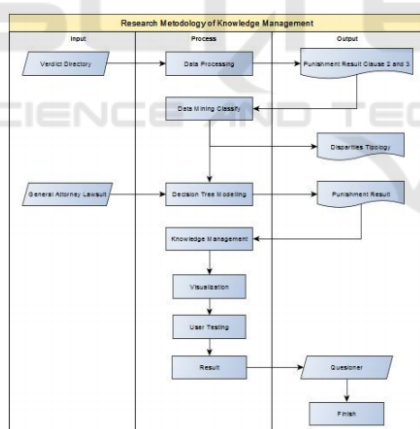 Research Metodology of Knowledge Management
Input Process Output
Verdict Directory Data Processing Punishment Result Clause 2 and 3
Data Mining Classify
Disparities Tipology
General Attorney Lawsuit Decision Tree Modelling Punishment Result
Knowledge Management
Visualization
User Testing
Result Quesioner
Finish